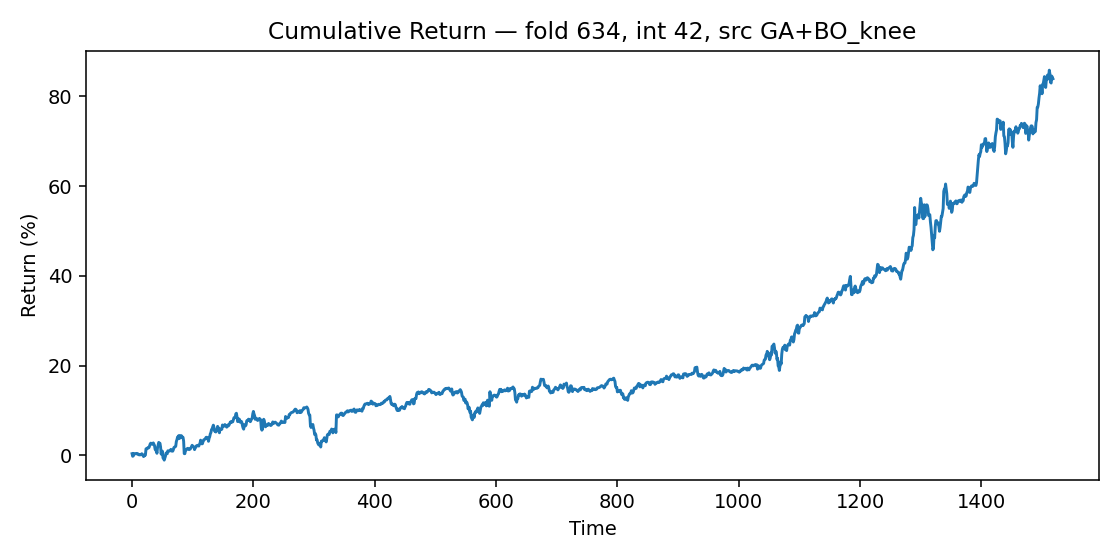 Cumulative Return — fold 634, int 42, src GA+BO_knee
80
60
40
20
0
Return (%)
0 200 400 600 800 1000 1200 1400
Time